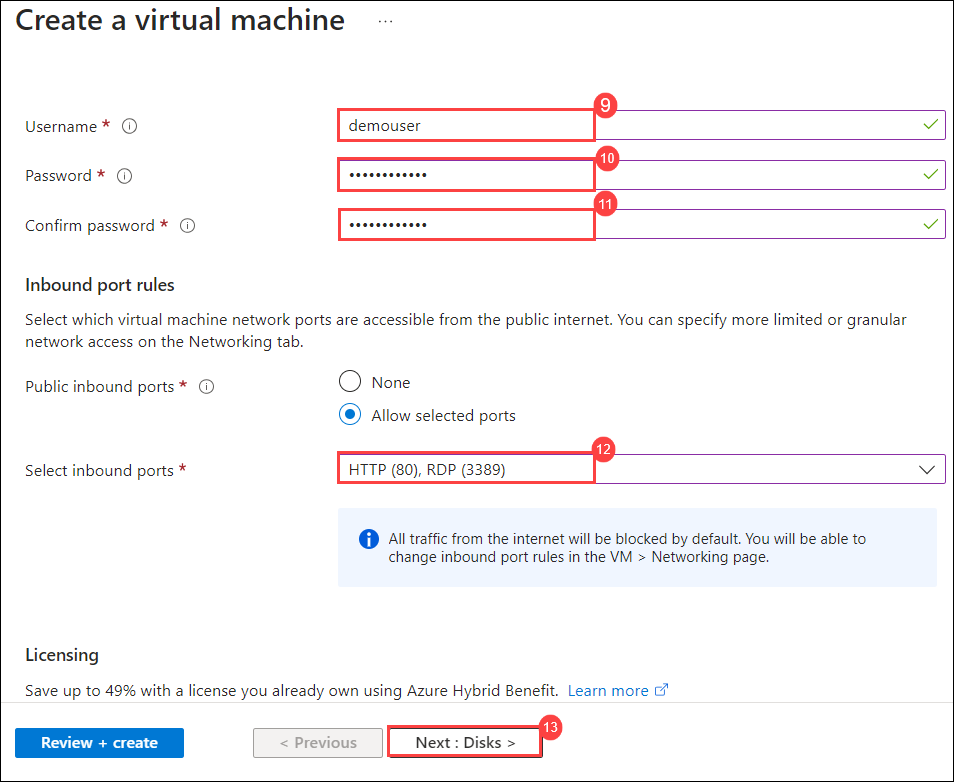 Create a virtual machine ...
9
Username * i
demouser
10
Password * i
••••••••••••
11
Confirm password * i
••••••••••••
Inbound port rules
Select which virtual machine network ports are accessible from the public internet. You can specify more limited or granular
network access on the Networking tab.
Public inbound ports * i
None
Allow selected ports
12
Select inbound ports *
HTTP (80), RDP (3389)
i All traffic from the internet will be blocked by default. You will be able to
change inbound port rules in the VM > Networking page.
Licensing
Save up to 49% with a license you already own using Azure Hybrid Benefit. Learn more
13
Review + create
< Previous
Next : Disks >